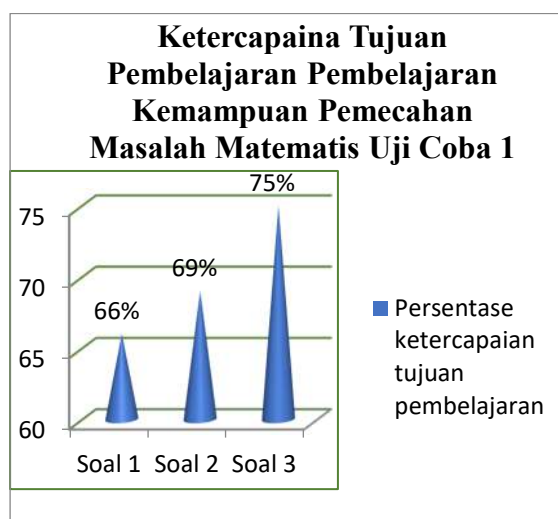 Ketercapaina Tujuan
Pembelajaran Pembelajaran
Kemampuan Pemecahan
Masalah Matematis Uji Coba 1
75%
75
69%
70
66%
65
60
Soal 1 Soal 2 Soal 3
Persentase
ketercapaian
tujuan
pembelajaran